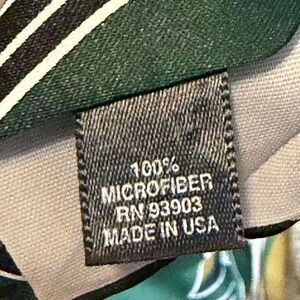 100%
MICROFIBER
RN 93903
MADE IN USA